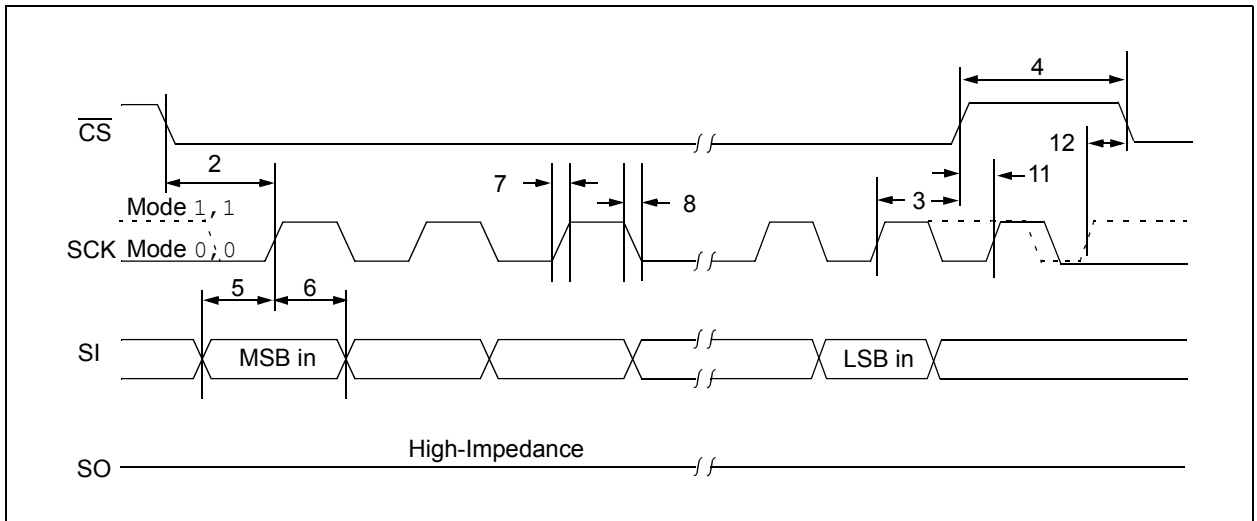 4
CS
12
2
7
8
3
11
Mode 1,1
SCK Mode 0,0
5
6
SI
MSB in
LSB in
High-Impedance
SO